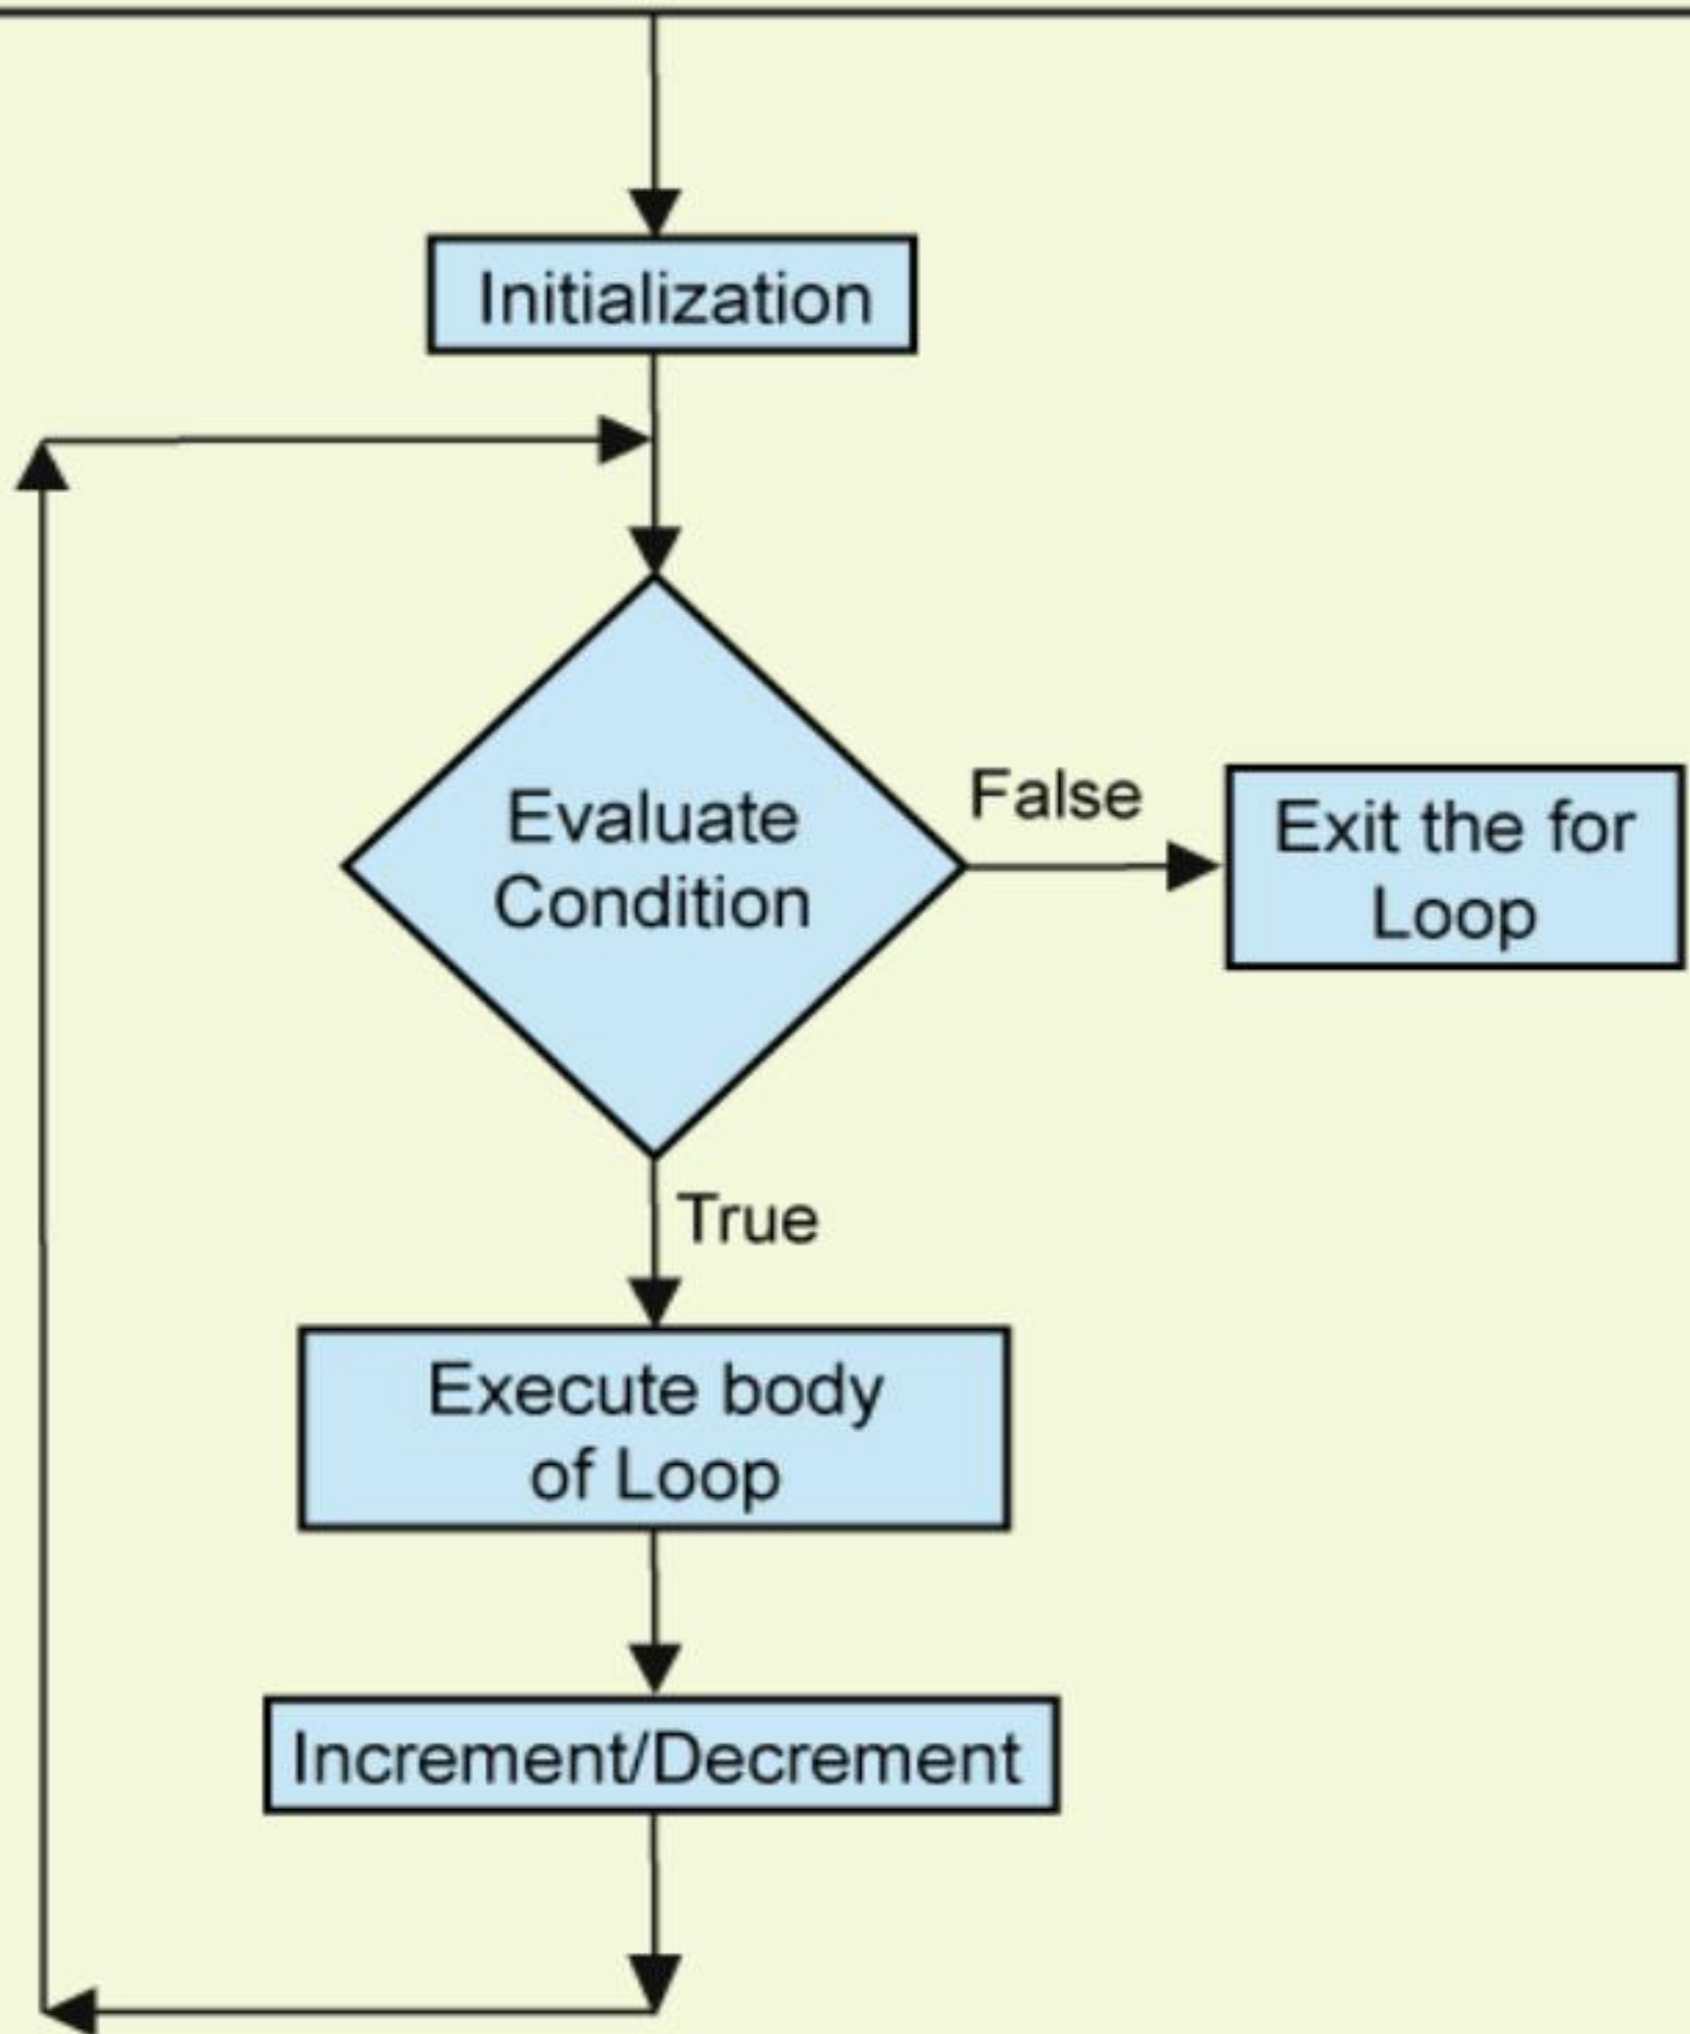 Initialization
Evaluate
Condition
False
Exit the for
Loop
True
Execute body
of Loop
Increment/Decrement